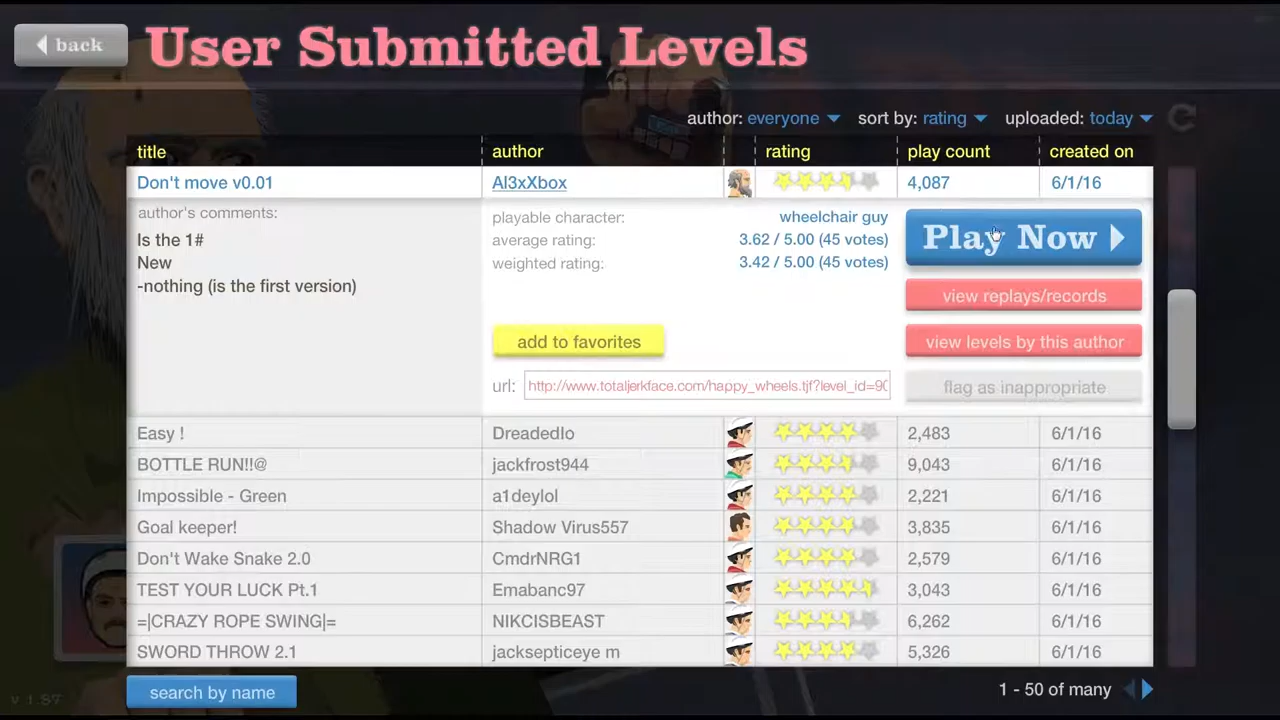 back
User Submitted Levels
author: everyone sort by: rating uploaded: today
title author rating play count created on
Don't move v0.01 Al3xXbox 4,087 6/1/16
author's comments:
Is the 1#
New
-nothing (is the first version)
playable character: wheelchair guy
average rating: 3.62 / 5.00 (45 votes)
weighted rating: 3.42 / 5.00 (45 votes)
add to favorites
url: http://www.totaljerkface.com/happy_wheels.tjf?level_id=90
Play Now
view replays/records
view levels by this author
flag as inappropriate
Easy ! DreadedIo 2,483 6/1/16
BOTTLE RUN!!@ jackfrost944 9,043 6/1/16
Impossible - Green a1deylol 2,221 6/1/16
Goal keeper! Shadow Virus557 3,835 6/1/16
Don't Wake Snake 2.0 CmdrNRG1 2,579 6/1/16
TEST YOUR LUCK Pt.1 Emabanc97 3,043 6/1/16
=|CRAZY ROPE SWING|= NIKCISBEAST 6,262 6/1/16
SWORD THROW 2.1 jacksepticeye m 5,326 6/1/16
v 1.87
search by name
1 - 50 of many